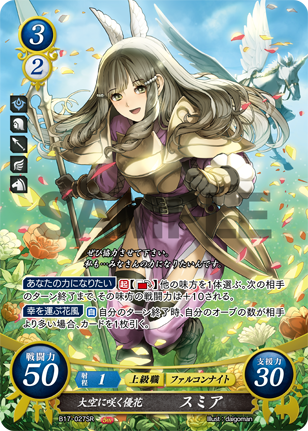 3
2
SAMPLE
ぜひ協力させて下さい。
私も…みなさんの力になりたいんです。
あなたの力になりたい 起【】他の味方を1体選ぶ。次の相手
のターン終了まで、その味方の戦闘力は+10される。
幸せを運ぶ花風 自 自分のターン終了時、自分のオーブの数が相手
より多い場合、カードを1枚引く。
戦闘力
50
射程 1 上級職 ファルコンナイト
支援力
30
大空に咲く優花 スミア
B17-027SR
Illust : daigoman